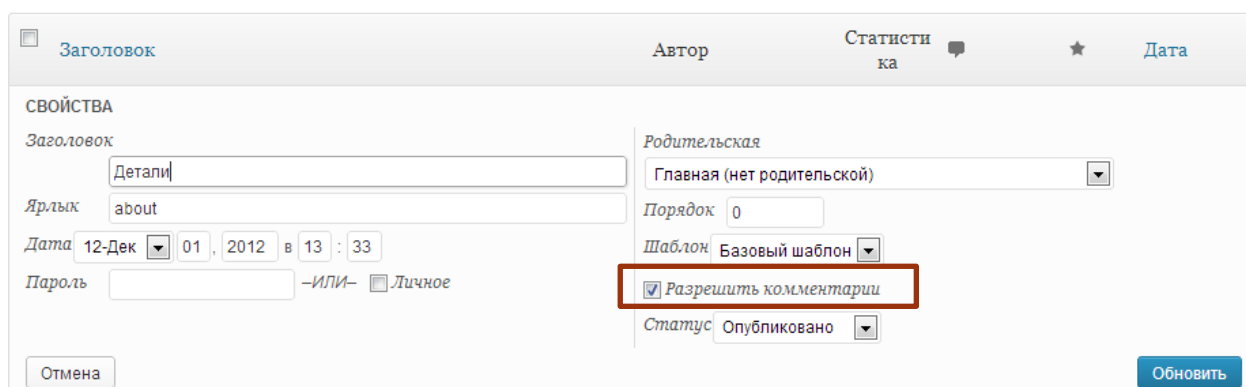 Заголовок Автор Статисти Дата
ка
СВОЙСТВА
Заголовок
Детали
Ярлык about
Дата 12-Дек 01 , 2012 в 13 : 33
Пароль –ИЛИ– Личное
Родительская
Главная (нет родительской)
Порядок 0
Шаблон Базовый шаблон
Разрешить комментарии
Статус Опубликовано
Отмена Обновить